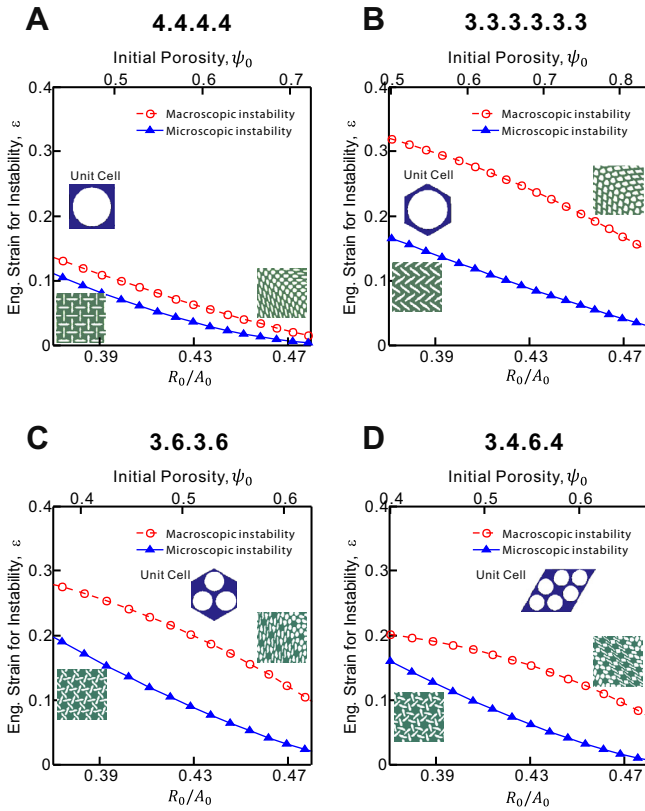 A
4.4.4.4
Initial Porosity, ψ0
0.5 0.6 0.7
Eng. Strain for Instability, ε
0.4
0.3
0.2
0.1
0
Macroscopic instability
Microscopic instability
Unit Cell
0.39 0.43 0.47
R0/A0
B
3.3.3.3.3.3
Initial Porosity, ψ0
0.5 0.6 0.7 0.8
Eng. Strain for Instability, ε
0.4
0.3
0.2
0.1
0
Macroscopic instability
Microscopic instability
Unit Cell
0.39 0.43 0.47
R0/A0
C
3.6.3.6
Initial Porosity, ψ0
0.4 0.5 0.6
Eng. Strain for Instability, ε
0.4
0.3
0.2
0.1
0
Macroscopic instability
Microscopic instability
Unit Cell
0.39 0.43 0.47
R0/A0
D
3.4.6.4
Initial Porosity, ψ0
0.4 0.5 0.6
Eng. Strain for Instability, ε
0.4
0.3
0.2
0.1
0
Macroscopic instability
Microscopic instability
Unit Cell
0.39 0.43 0.47
R0/A0